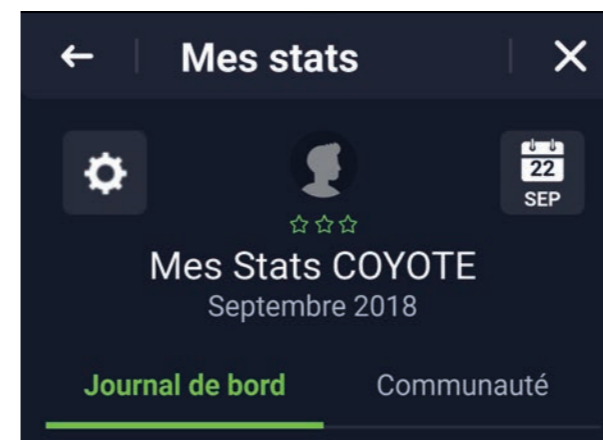 Mes stats
22
SEP
Mes Stats COYOTE
Septembre 2018
Journal de bord Communauté